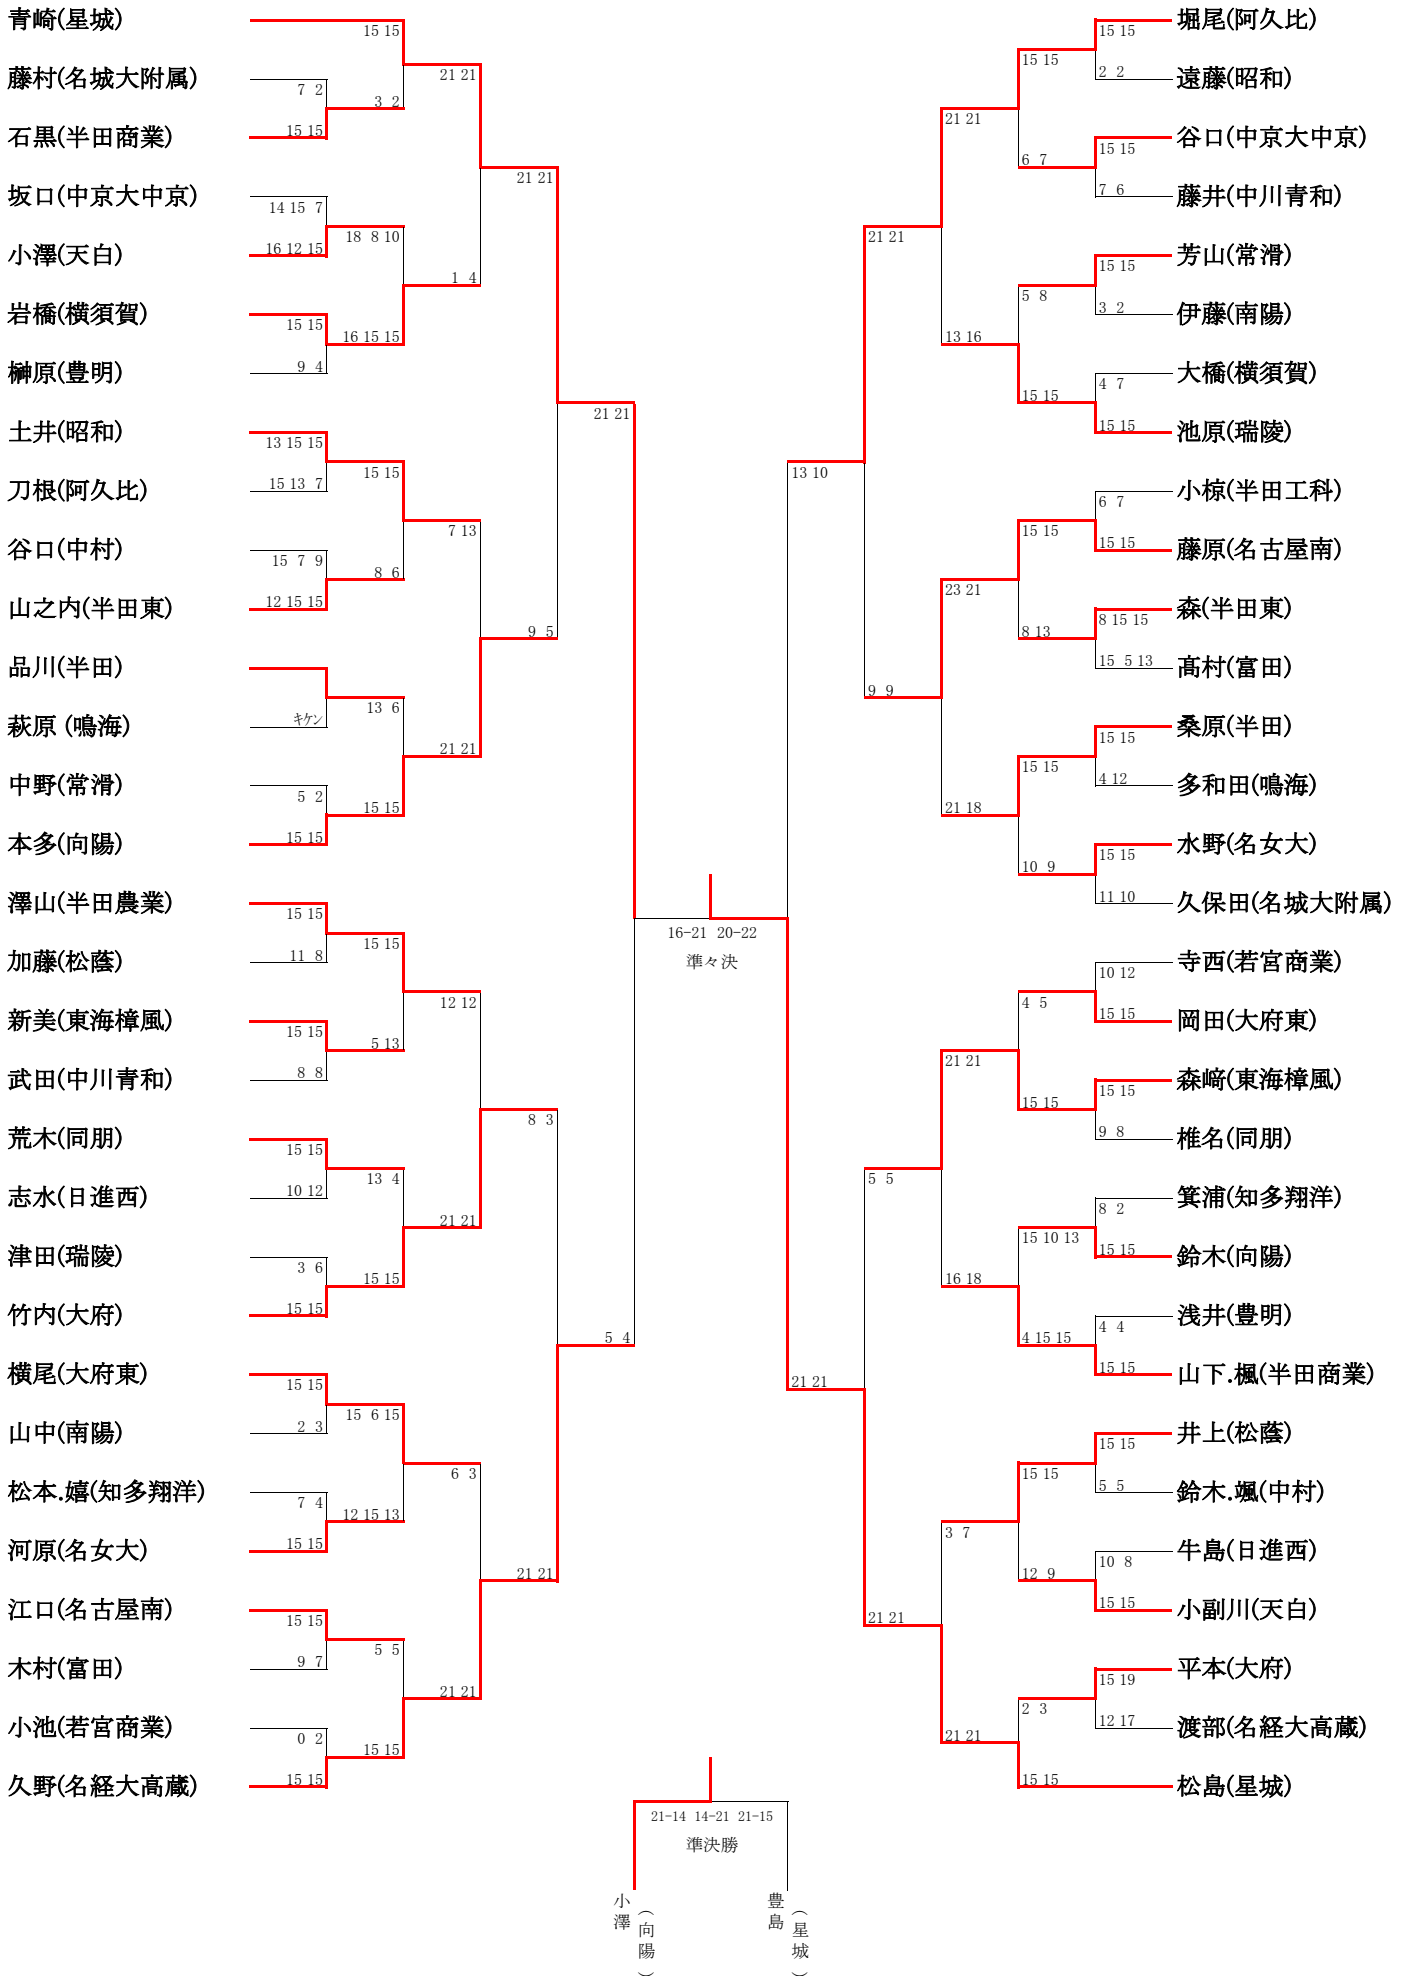 青崎(星城)
15 15
藤村(名城大附属)
7 2
21 21
3 2
石黒(半田商業)
15 15
坂口(中京大中京)
14 15 7
21 21
小澤(天白)
16 12 15
18 8 10
1 4
岩橋(横須賀)
15 15
16 15 15
榊原(豊明)
9 4
21 21
土井(昭和)
13 15 15
刀根(阿久比)
15 13 7
15 15
7 13
谷口(中村)
15 7 9
8 6
山之内(半田東)
12 15 15
9 5
品川(半田)
萩原 (鳴海)
キケン
13 6
21 21
中野(常滑)
5 2
15 15
本多(向陽)
15 15
澤山(半田農業)
15 15
加藤(松蔭)
11 8
15 15
12 12
新美(東海樟風)
15 15
5 13
武田(中川青和)
8 8
8 3
荒木(同朋)
15 15
志水(日進西)
10 12
13 4
21 21
津田(瑞陵)
3 6
15 15
竹内(大府)
15 15
5 4
横尾(大府東)
15 15
山中(南陽)
2 3
15 6 15
6 3
松本.嬉(知多翔洋)
7 4
12 15 13
河原(名女大)
15 15
21 21
江口(名古屋南)
15 15
木村(富田)
9 7
5 5
21 21
小池(若宮商業)
0 2
15 15
久野(名経大高蔵)
15 15
堀尾(阿久比)
15 15
遠藤(昭和)
2 2
15 15
21 21
谷口(中京大中京)
15 15
6 7
藤井(中川青和)
7 6
21 21
芳山(常滑)
15 15
伊藤(南陽)
3 2
5 8
13 16
大橋(横須賀)
4 7
15 15
池原(瑞陵)
15 15
13 10
小椋(半田工科)
6 7
藤原(名古屋南)
15 15
15 15
23 21
森(半田東)
8 15 15
8 13
髙村(富田)
15 5 13
9 9
桑原(半田)
15 15
多和田(鳴海)
4 12
15 15
21 18
水野(名女大)
15 15
10 9
久保田(名城大附属)
11 10
16-21 20-22
準々決
寺西(若宮商業)
10 12
岡田(大府東)
15 15
4 5
21 21
森﨑(東海樟風)
15 15
15 15
椎名(同朋)
9 8
5 5
箕浦(知多翔洋)
8 2
鈴木(向陽)
15 15
15 10 13
16 18
浅井(豊明)
4 4
4 15 15
山下.楓(半田商業)
15 15
21 21
井上(松蔭)
15 15
鈴木.颯(中村)
5 5
15 15
3 7
牛島(日進西)
10 8
12 9
小副川(天白)
15 15
21 21
平本(大府)
15 19
渡部(名経大高蔵)
12 17
2 3
21 21
松島(星城)
15 15
21-14 14-21 21-15
準決勝
小澤
(向陽)
豊島
(星城)